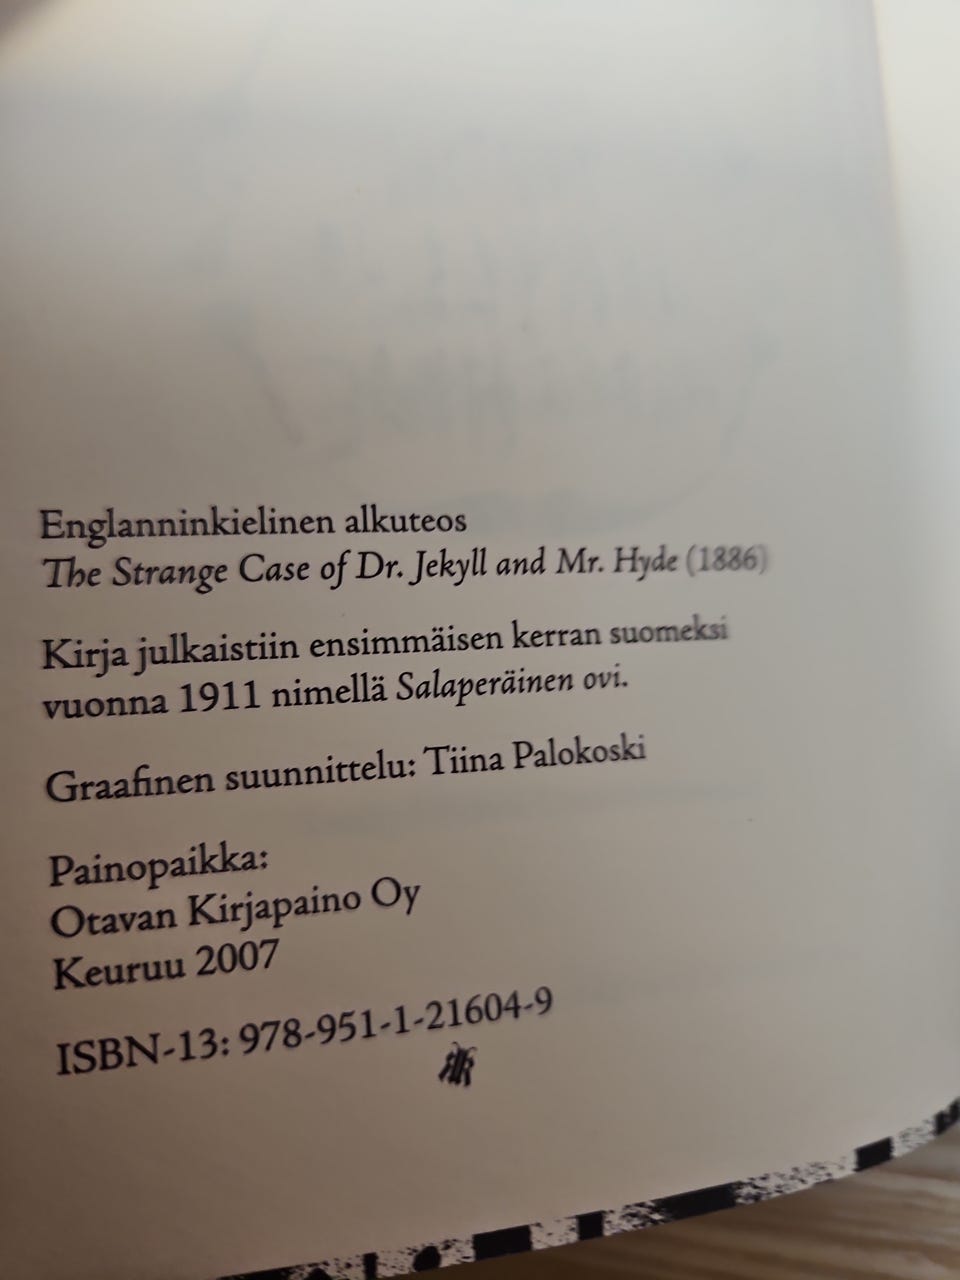 Englanninkielinen alkuteos
The Strange Case of Dr. Jekyll and Mr. Hyde (1886)
Kirja julkaistiin ensimmäisen kerran suomeksi
vuonna 1911 nimellä Salaperäinen ovi.
Graafinen suunnittelu: Tiina Palokoski
Painopaikka:
Otavan Kirjapaino Oy
Keuruu 2007
ISBN-13: 978-951-1-21604-9